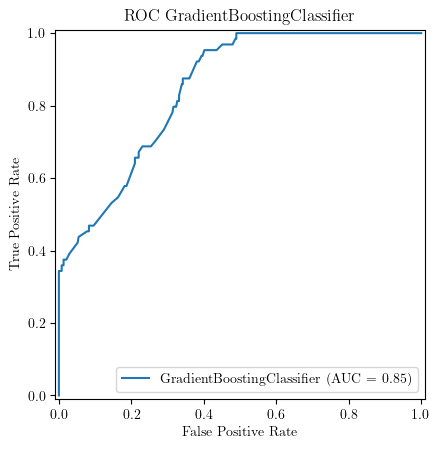 ROC GradientBoostingClassifier
1.0
0.8
0.6
0.4
0.2
0.0
True Positive Rate
GradientBoostingClassifier (AUC = 0.85)
0.0 0.2 0.4 0.6 0.8 1.0
False Positive Rate